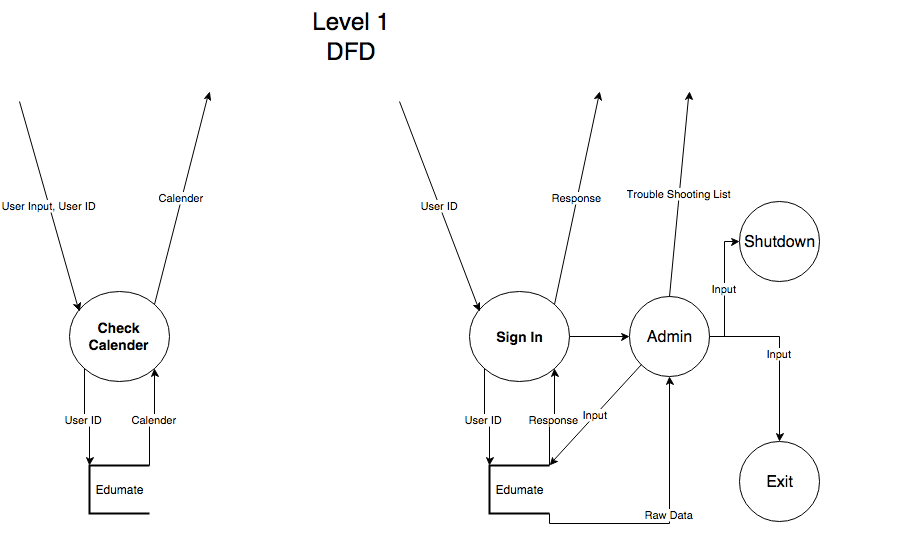 Level 1
DFD
User Input, User ID
Calender
User ID
Response
Trouble Shooting List
Shutdown
Input
Check
Calender
Sign In
Admin
Input
User ID
Calender
User ID
Response
Input
Edumate
Edumate
Exit
Raw Data